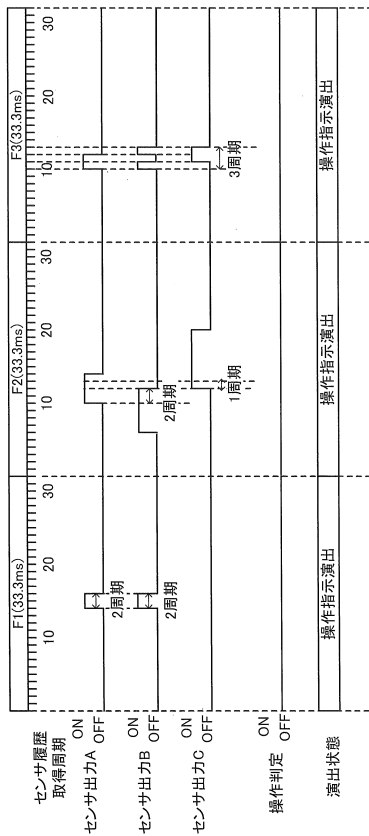 F1(33.3ms) F2(33.3ms) F3(33.3ms)
センサ履歴
取得周期
10 20 30 10 20 30 10 20 30
センサ出力A
ON
OFF
2周期
センサ出力B
ON
OFF
2周期 2周期
センサ出力C
ON
OFF
1周期 3周期
操作判定
ON
OFF
演出状態
操作指示演出 操作指示演出 操作指示演出